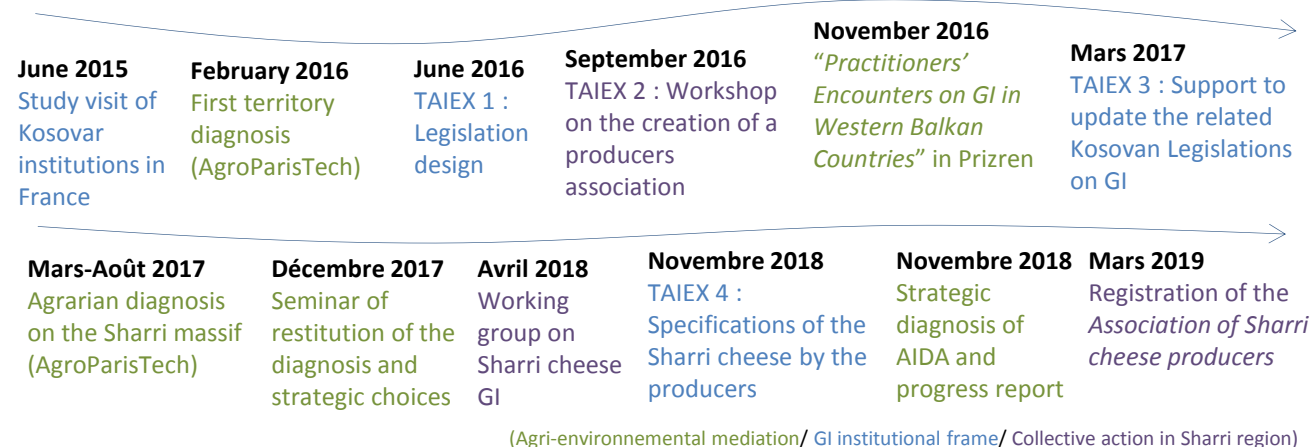 June 2015
Study visit of
Kosovar
institutions in
France
February 2016
First territory
diagnosis
(AgroParisTech)
June 2016
TAIEX 1 :
Legislation
design
September 2016
TAIEX 2 : Workshop
on the creation of a
producers
association
November 2016
“Practitioners’
Encounters on GI in
Western Balkan
Countries” in Prizren
Mars 2017
TAIEX 3 : Support to
update the related
Kosovan Legislations
on GI
Mars-Août 2017
Agrarian diagnosis
on the Sharri massif
(AgroParisTech)
Décembre 2017
Seminar of
restitution of the
diagnosis and
strategic choices
Avril 2018
Working
group on
Sharri cheese
GI
Novembre 2018
TAIEX 4 :
Specifications of the
Sharri cheese by the
producers
Novembre 2018
Strategic
diagnosis of
AIDA and
progress report
Mars 2019
Registration of the
Association of Sharri
cheese producers
(Agri-environnemental mediation/ GI institutional frame/ Collective action in Sharri region)